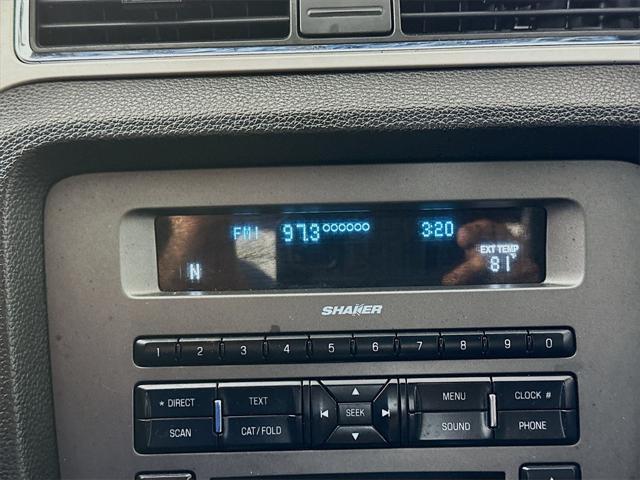 FM1 97.3 oooooo 3:20
N EXT TEMP
81°
SHAKER
1 2 3 4 5 6 7 8 9 0
* DIRECT TEXT SEEK MENU CLOCK #
SCAN CAT/FOLD SOUND PHONE